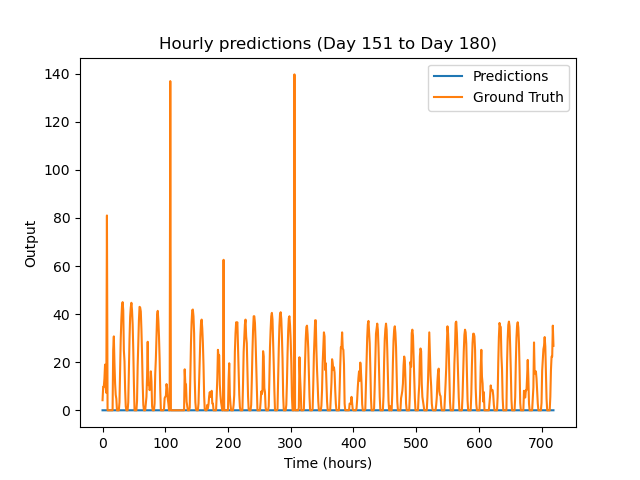 Hourly predictions (Day 151 to Day 180)
Predictions
Ground Truth
140
120
100
80
60
40
20
0
Output
0 100 200 300 400 500 600 700
Time (hours)